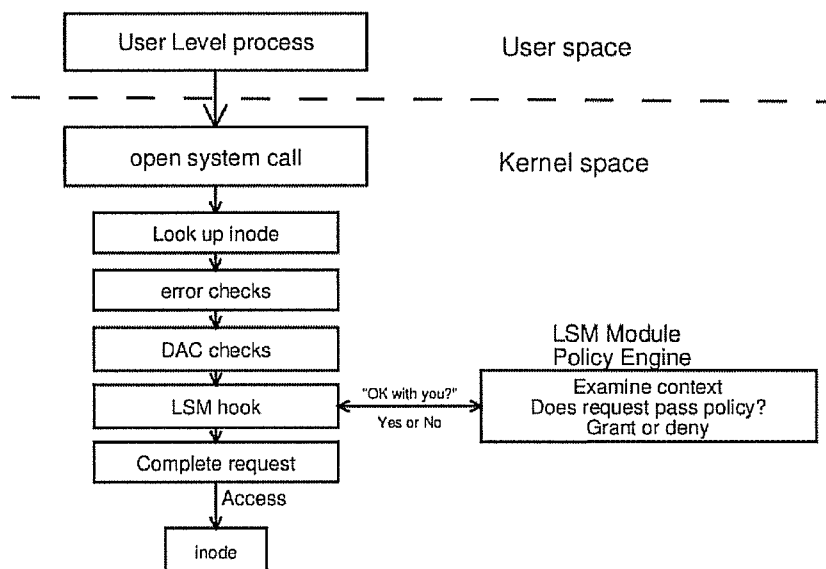 User Level process
User space
open system call
Kernel space
Look up inode
error checks
DAC checks
LSM Module
Policy Engine
LSM hook
"OK with you?"
Yes or No
Examine context
Does request pass policy?
Grant or deny
Complete request
Access
inode